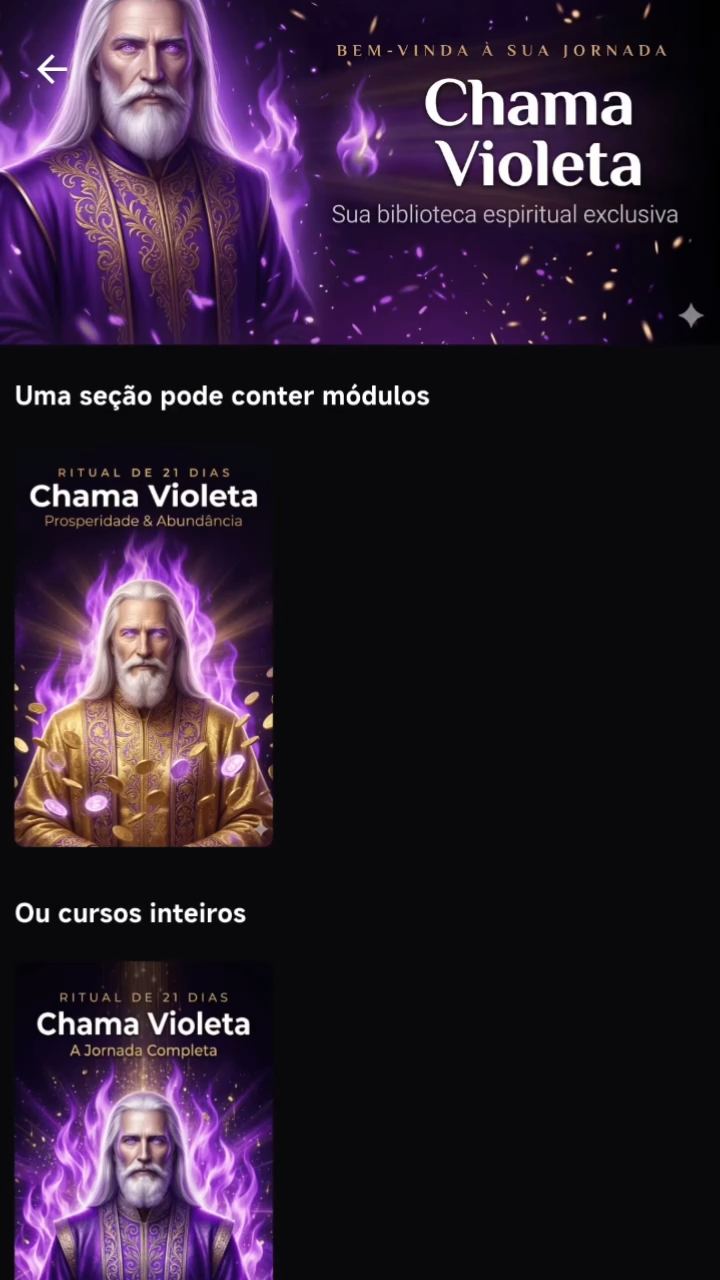 BEM-VINDA À SUA JORNADA
Chama
Violeta
Sua biblioteca espiritual exclusiva
Uma seção pode conter módulos
RITUAL DE 21 DIAS
Chama Violeta
Prosperidade & Abundância
Ou cursos inteiros
RITUAL DE 21 DIAS
Chama Violeta
A Jornada Completa